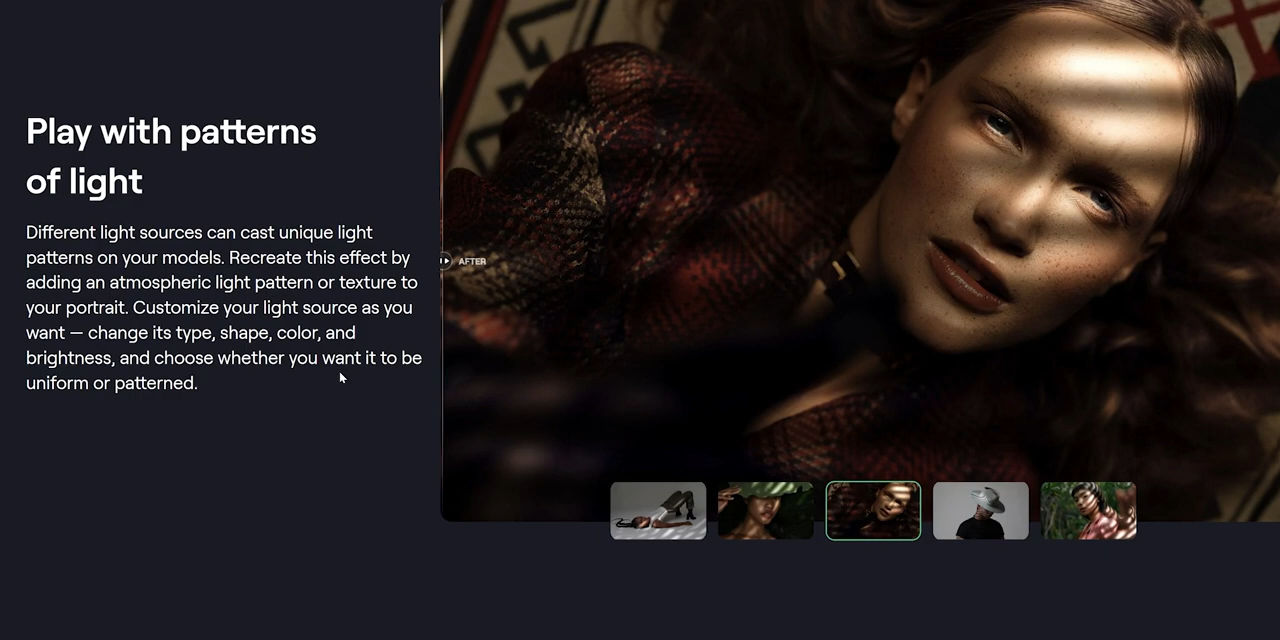 Play with patterns
of light
Different light sources can cast unique light
patterns on your models. Recreate this effect by
adding an atmospheric light pattern or texture to
your portrait. Customize your light source as you
want — change its type, shape, color, and
brightness, and choose whether you want it to be
uniform or patterned.
AFTER